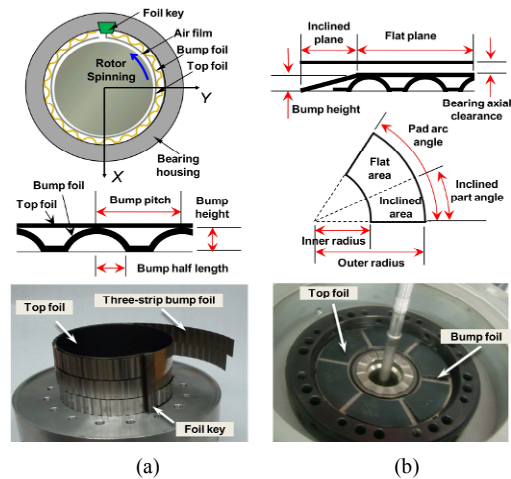 Foil key
Air film
Bump foil
Top foil
Rotor
Spinning
Y
X
Bearing
housing
Bump foil
Top foil
Bump pitch
Bump
height
Bump half length
Top foil
Three-strip bump foil
Foil key
(a)
Inclined
plane
Flat plane
Bump height
Bearing axial
clearance
Pad arc
angle
Flat
area
Inclined
area
Inclined
part angle
Inner radius
Outer radius
Top foil
Bump foil
(b)